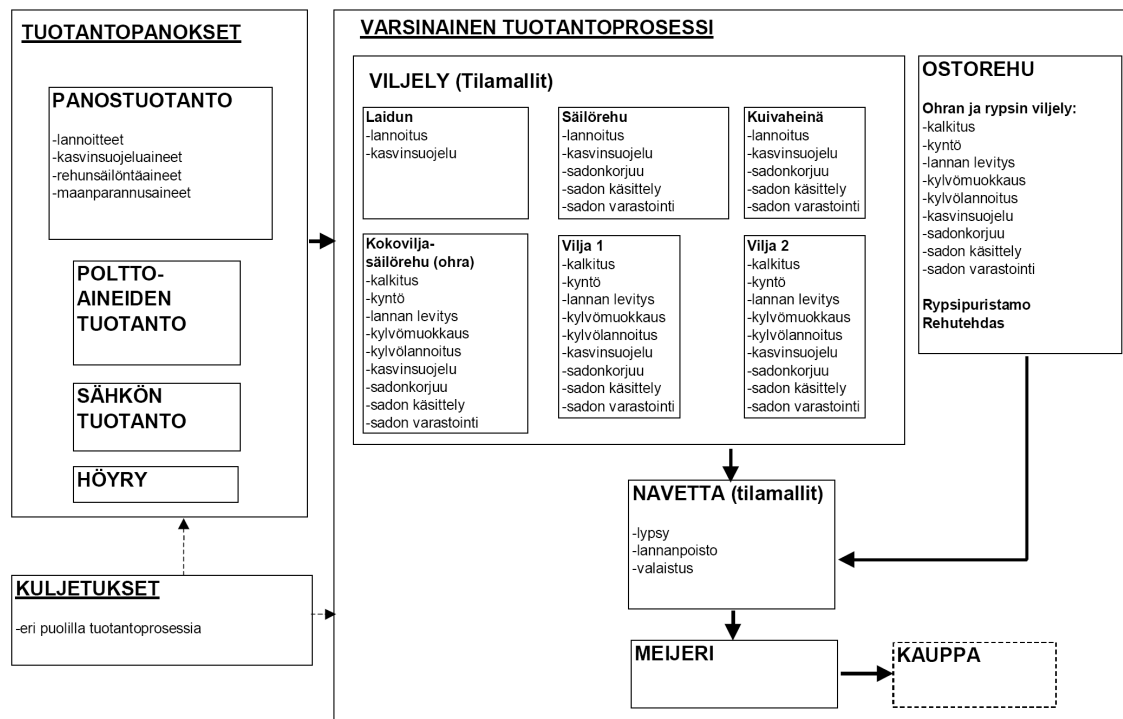 TUOTANTOPANOKSET
PANOSTUOTANTO
-lannoitteet
-kasvinsuojeluaineet
-rehunsäilöntäaineet
-maanparannusaineet
POLTTO-
AINEIDEN
TUOTANTO
SÄHKÖN
TUOTANTO
HÖYRY
KULJETUKSET
-eri puolilla tuotantoprosessia
VARSINAINEN TUOTANTOPROSESSI
VILJELY (Tilamallit)
Laidun
-lannoitus
-kasvinsuojelu
Säilörehu
-lannoitus
-kasvinsuojelu
-sadonkorjuu
-sadon käsittely
-sadon varastointi
Kuivaheinä
-lannoitus
-kasvinsuojelu
-sadonkorjuu
-sadon käsittely
-sadon varastointi
Kokovilja-
säilörehu (ohra)
-kalkitus
-kyntö
-lannan levitys
-kylvömuokkaus
-kylvölannoitus
-kasvinsuojelu
-sadonkorjuu
-sadon käsittely
-sadon varastointi
Vilja 1
-kalkitus
-kyntö
-lannan levitys
-kylvömuokkaus
-kylvölannoitus
-kasvinsuojelu
-sadonkorjuu
-sadon käsittely
-sadon varastointi
Vilja 2
-kalkitus
-kyntö
-lannan levitys
-kylvömuokkaus
-kylvölannoitus
-kasvinsuojelu
-sadonkorjuu
-sadon käsittely
-sadon varastointi
OSTOREHU
Ohran ja rypsin viljely:
-kalkitus
-kyntö
-lannan levitys
-kylvömuokkaus
-kylvölannoitus
-kasvinsuojelu
-sadonkorjuu
-sadon käsittely
-sadon varastointi
Rypsipuristamo
Rehutehdas
NAVETTA (tilamallit)
-lypsy
-lannanpoisto
-valaistus
MEIJERI
KAUPPA